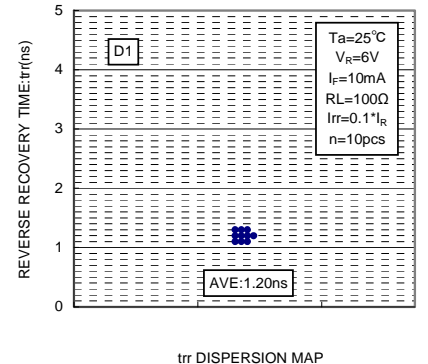 REVERSE RECOVERY TIME:trr(ns)
5
4
3
2
1
0
D1
Ta=25℃
VR=6V
IF=10mA
RL=100Ω
Irr=0.1*IR
n=10pcs
AVE:1.20ns
trr DISPERSION MAP